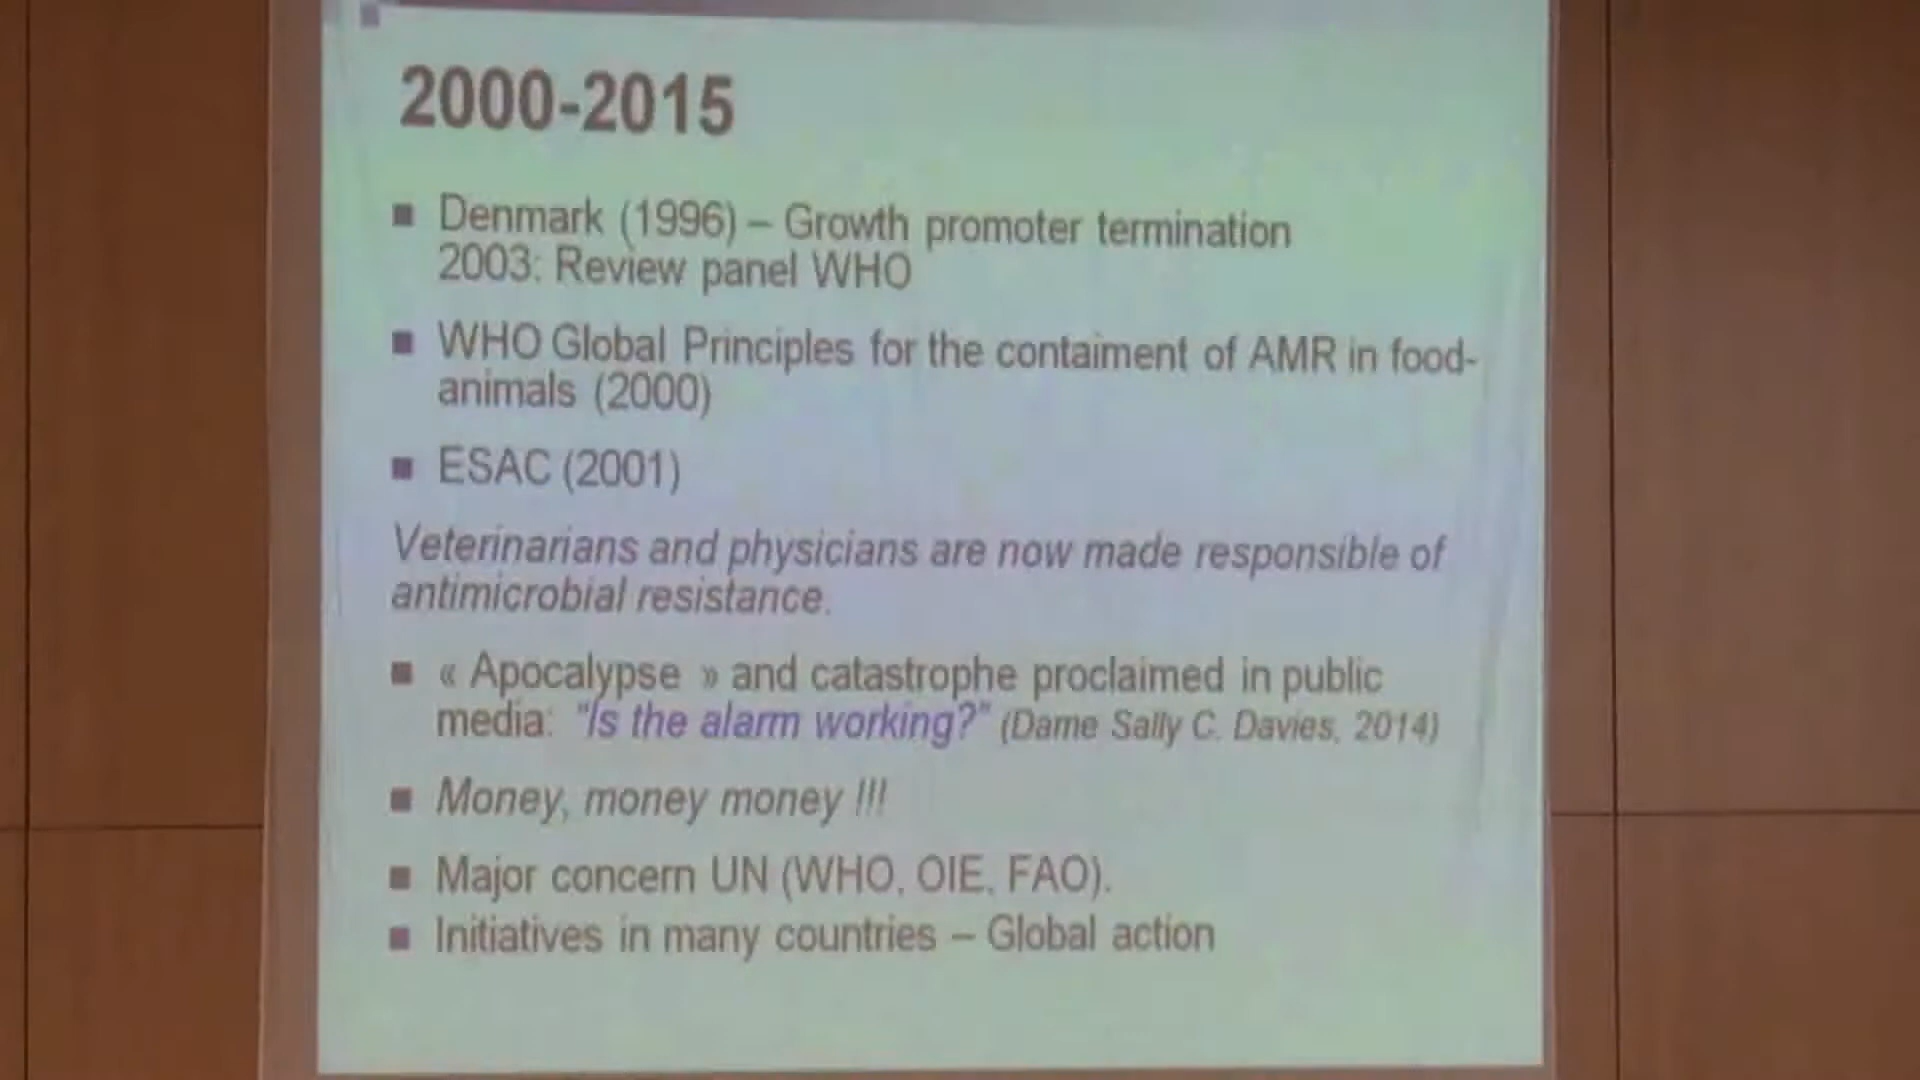 2000-2015
■ Denmark (1996) – Growth promoter termination
2003: Review panel WHO
■ WHO Global Principles for the contaiment of AMR in food-
animals (2000)
■ ESAC (2001)
Veterinarians and physicians are now made responsible of
antimicrobial resistance.
■ « Apocalypse » and catastrophe proclaimed in public
media: "Is the alarm working?" (Dame Sally C. Davies, 2014)
■ Money, money money !!!
■ Major concern UN (WHO, OIE, FAO).
■ Initiatives in many countries – Global action